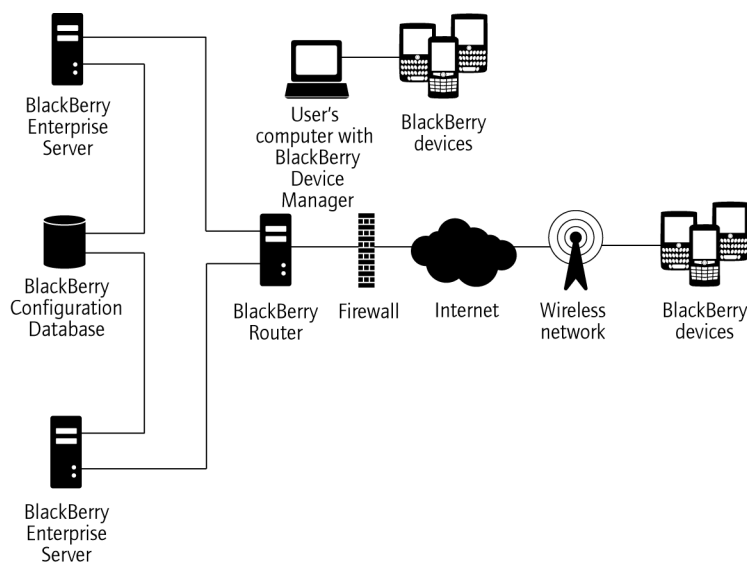 BlackBerry
Enterprise
Server
User's
computer with
BlackBerry
Device
Manager
BlackBerry
devices
BlackBerry
Configuration
Database
BlackBerry
Router
Firewall
Internet
Wireless
network
BlackBerry
devices
BlackBerry
Enterprise
Server